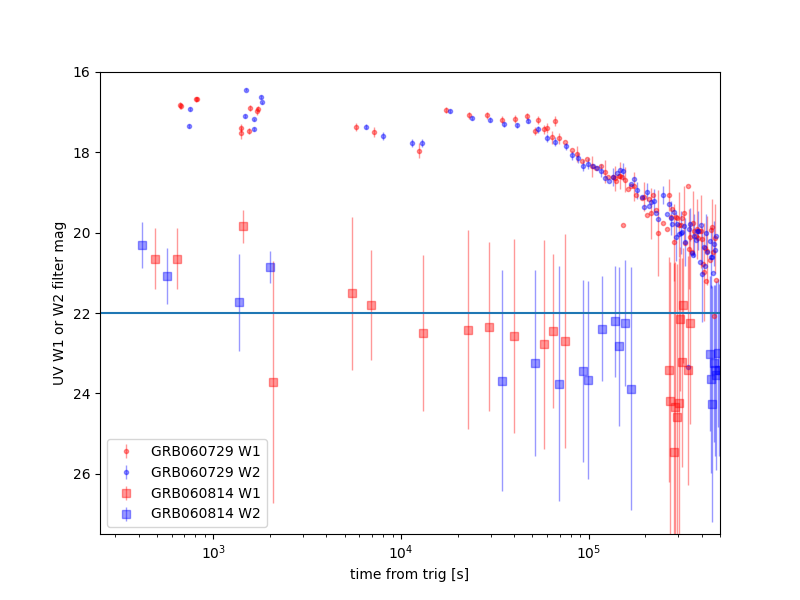 16
18
20
22
24
26
UV W1 or W2 filter mag
GRB060729 W1
GRB060729 W2
GRB060814 W1
GRB060814 W2
10³
10⁴
10⁵
time from trig [s]